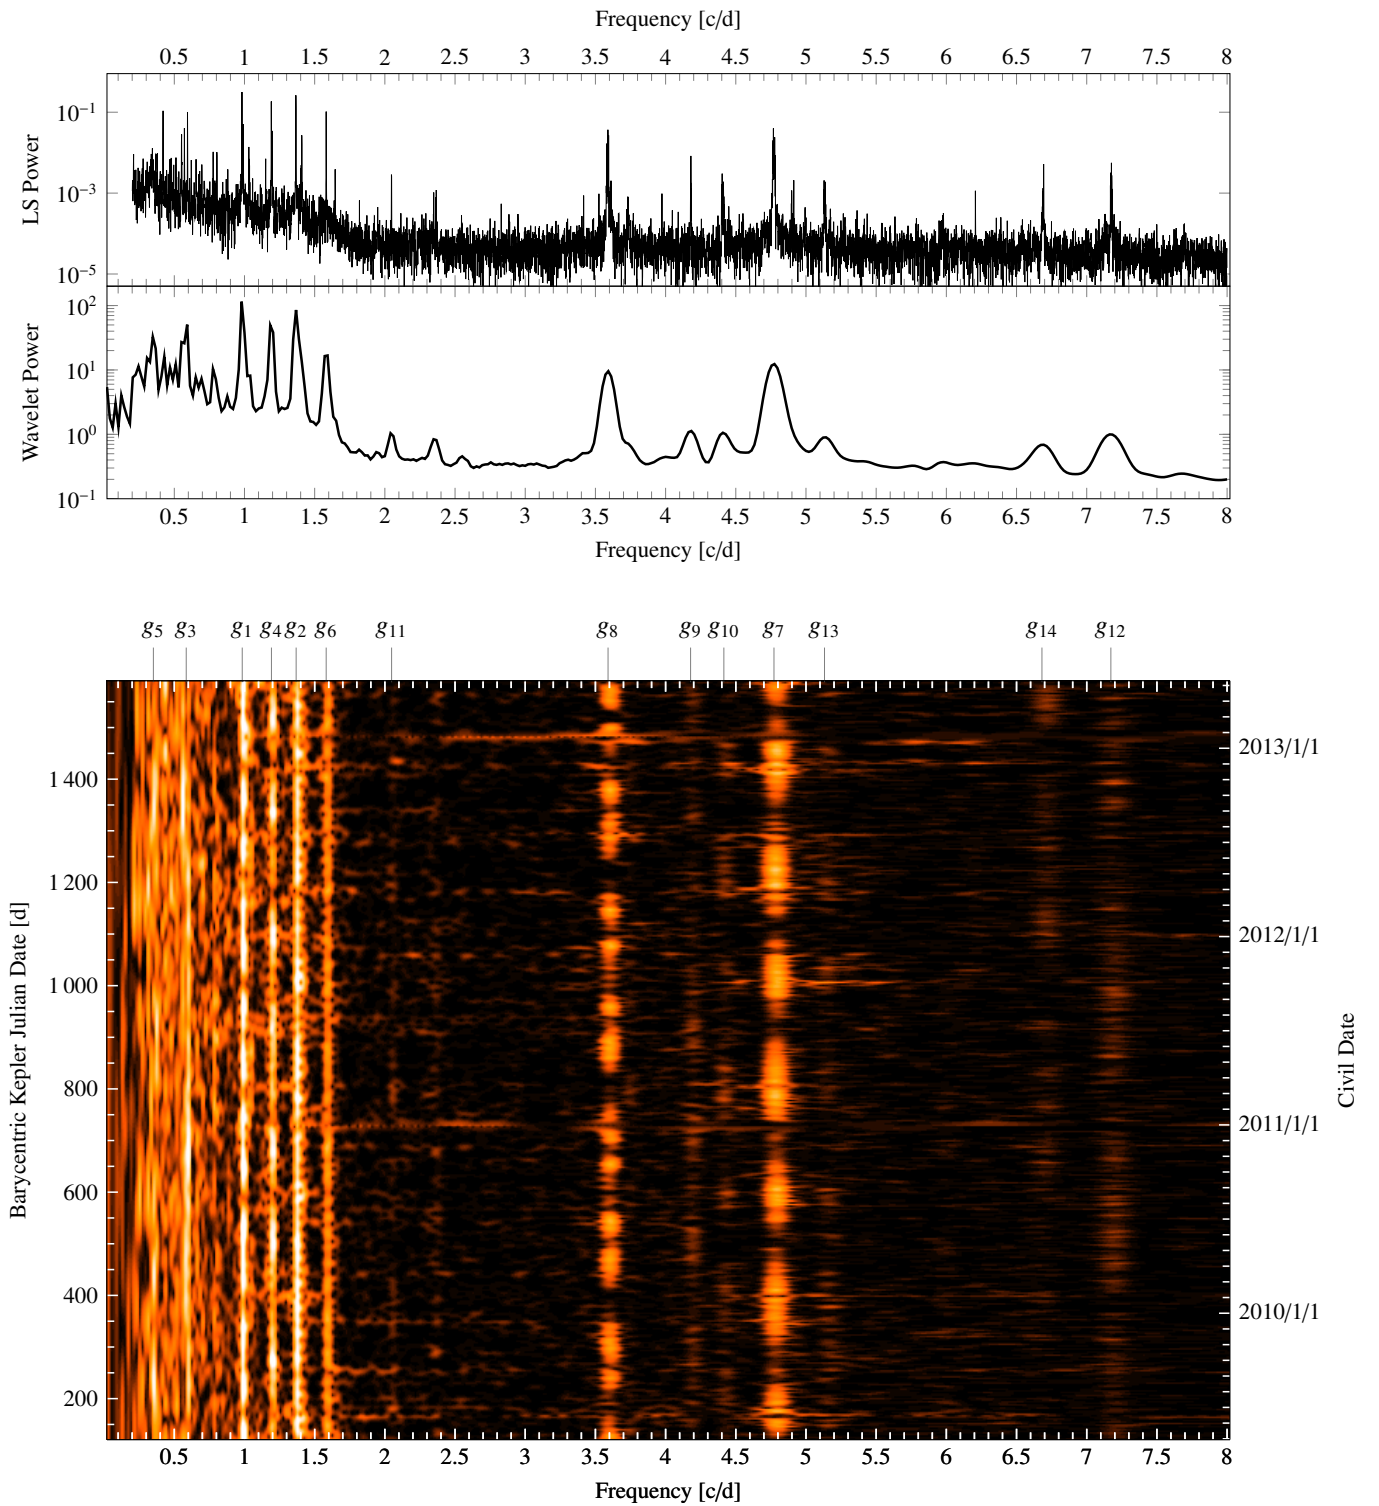 Frequency [c/d]
0.5 1 1.5 2 2.5 3 3.5 4 4.5 5 5.5 6 6.5 7 7.5 8
LS Power
10−1
10−3
10−5
Wavelet Power
10²
10¹
10⁰
10−1
0.5 1 1.5 2 2.5 3 3.5 4 4.5 5 5.5 6 6.5 7 7.5 8
Frequency [c/d]
g5 g3 g1 g4 g2 g6 g11 g8 g9 g10 g7 g13 g14 g12
Barycentric Kepler Julian Date [d]
1 400
1 200
1 000
800
600
400
200
2013/1/1
2012/1/1
2011/1/1
2010/1/1
Civil Date
0.5 1 1.5 2 2.5 3 3.5 4 4.5 5 5.5 6 6.5 7 7.5 8
Frequency [c/d]